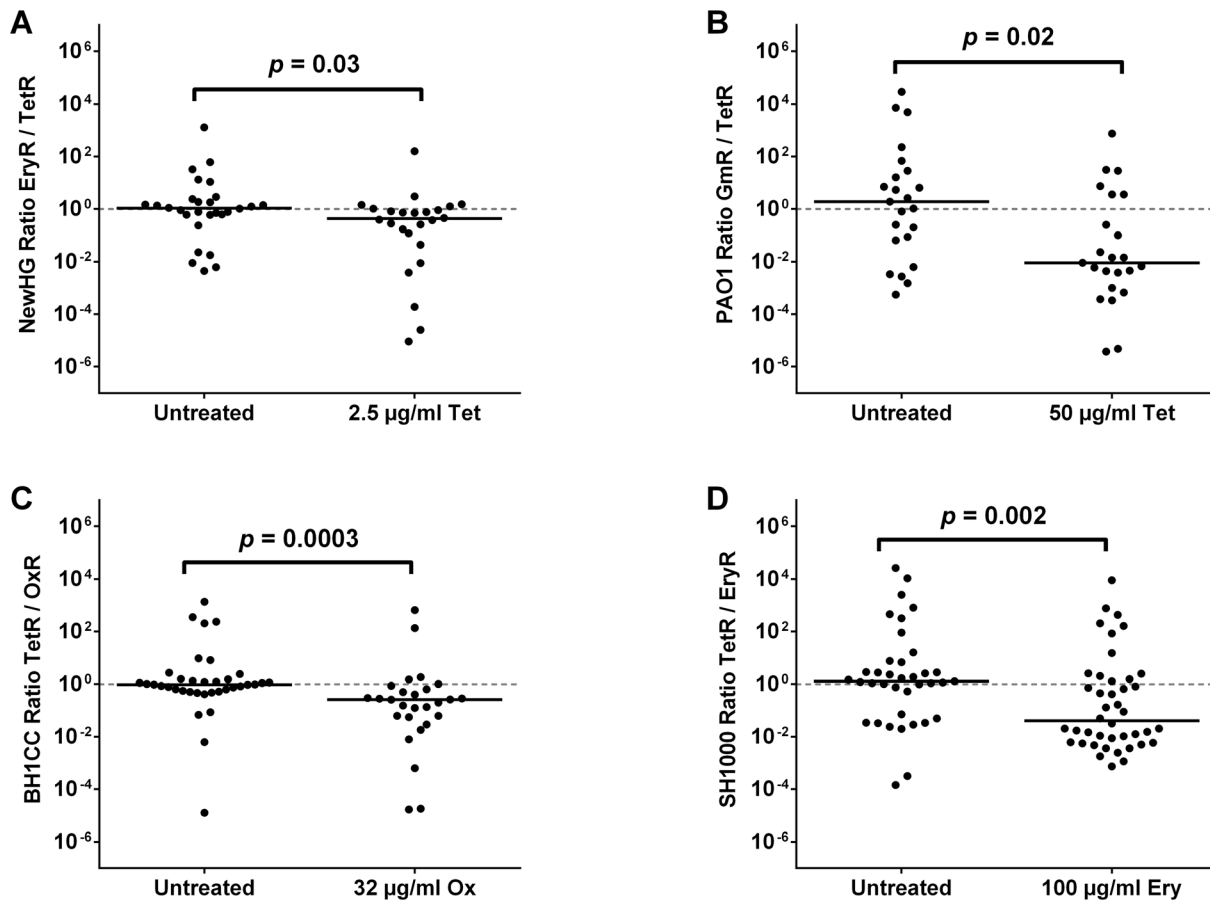 A
NewHG Ratio EryR / TetR
p = 0.03
10^6
10^4
10^2
10^0
10^-2
10^-4
10^-6
Untreated 2.5 µg/ml Tet
B
PAO1 Ratio GmR / TetR
p = 0.02
10^6
10^4
10^2
10^0
10^-2
10^-4
10^-6
Untreated 50 µg/ml Tet
C
BH1CC Ratio TetR / OxR
p = 0.0003
10^6
10^4
10^2
10^0
10^-2
10^-4
10^-6
Untreated 32 µg/ml Ox
D
SH1000 Ratio TetR / EryR
p = 0.002
10^6
10^4
10^2
10^0
10^-2
10^-4
10^-6
Untreated 100 µg/ml Ery